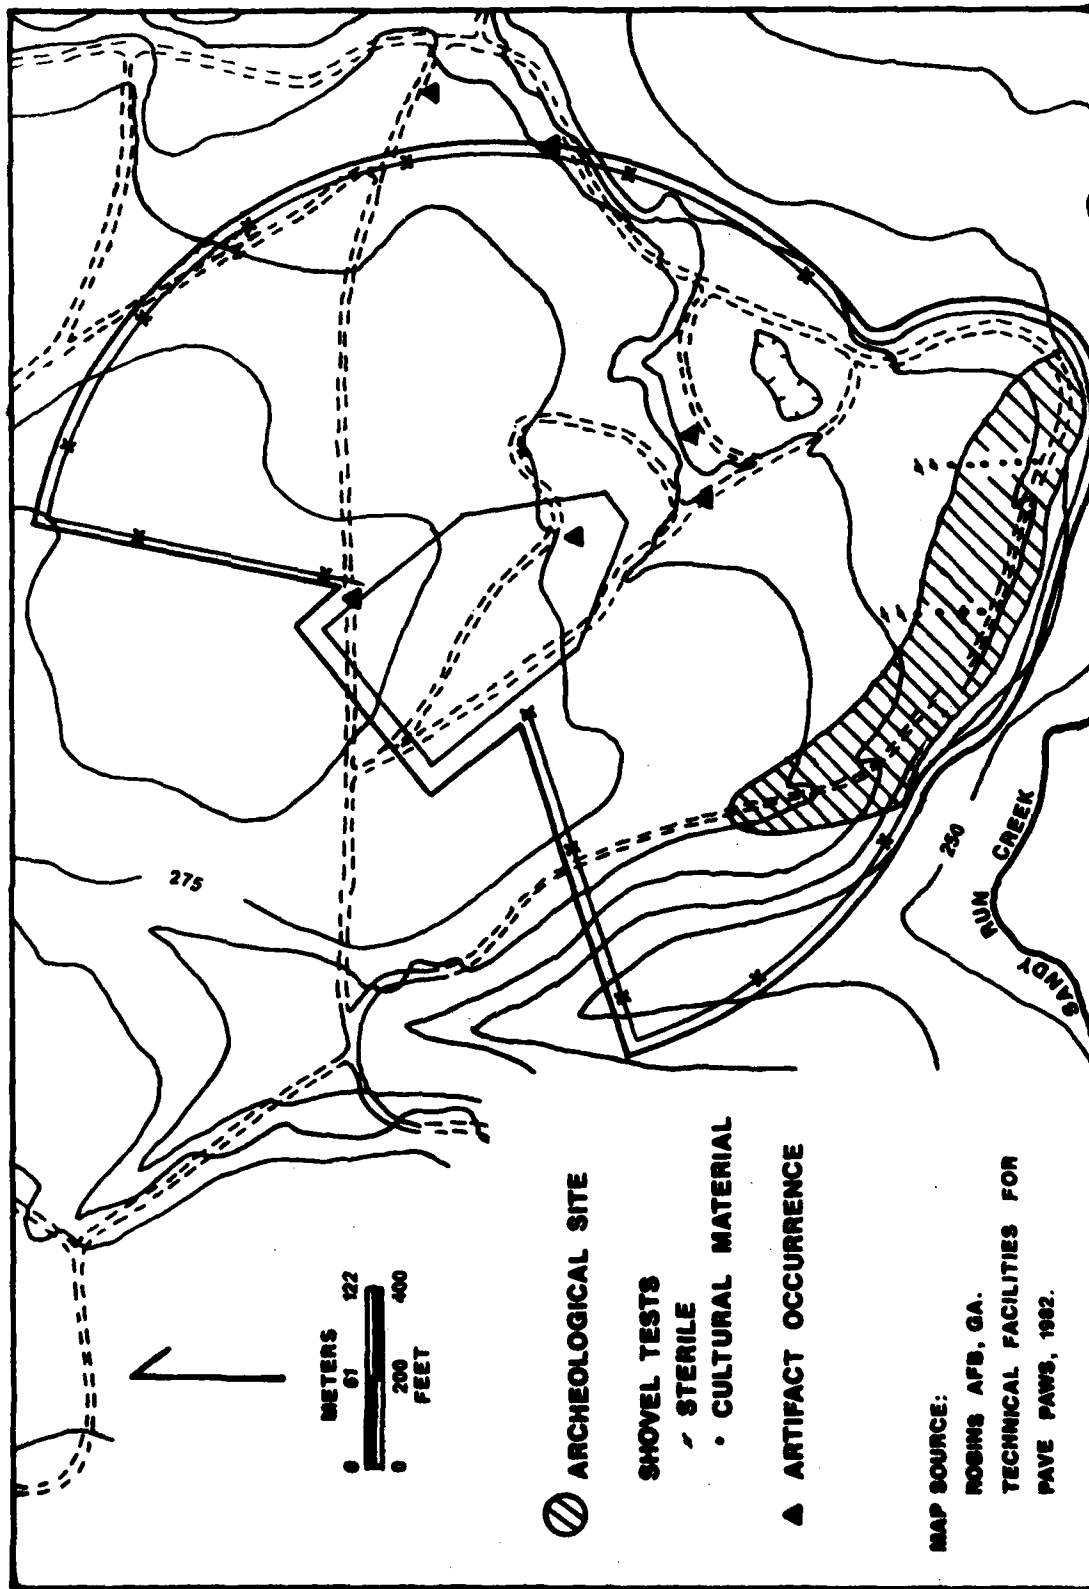 275
250
SANDY RUN CREEK
METERS
0 61 122
0 200 400
FEET
ARCHEOLOGICAL SITE
SHOVEL TESTS
STERILE
CULTURAL MATERIAL
ARTIFACT OCCURRENCE
MAP SOURCE:
ROBINS AFB, GA.
TECHNICAL FACILITIES FOR
PAVE PAWS, 1982.